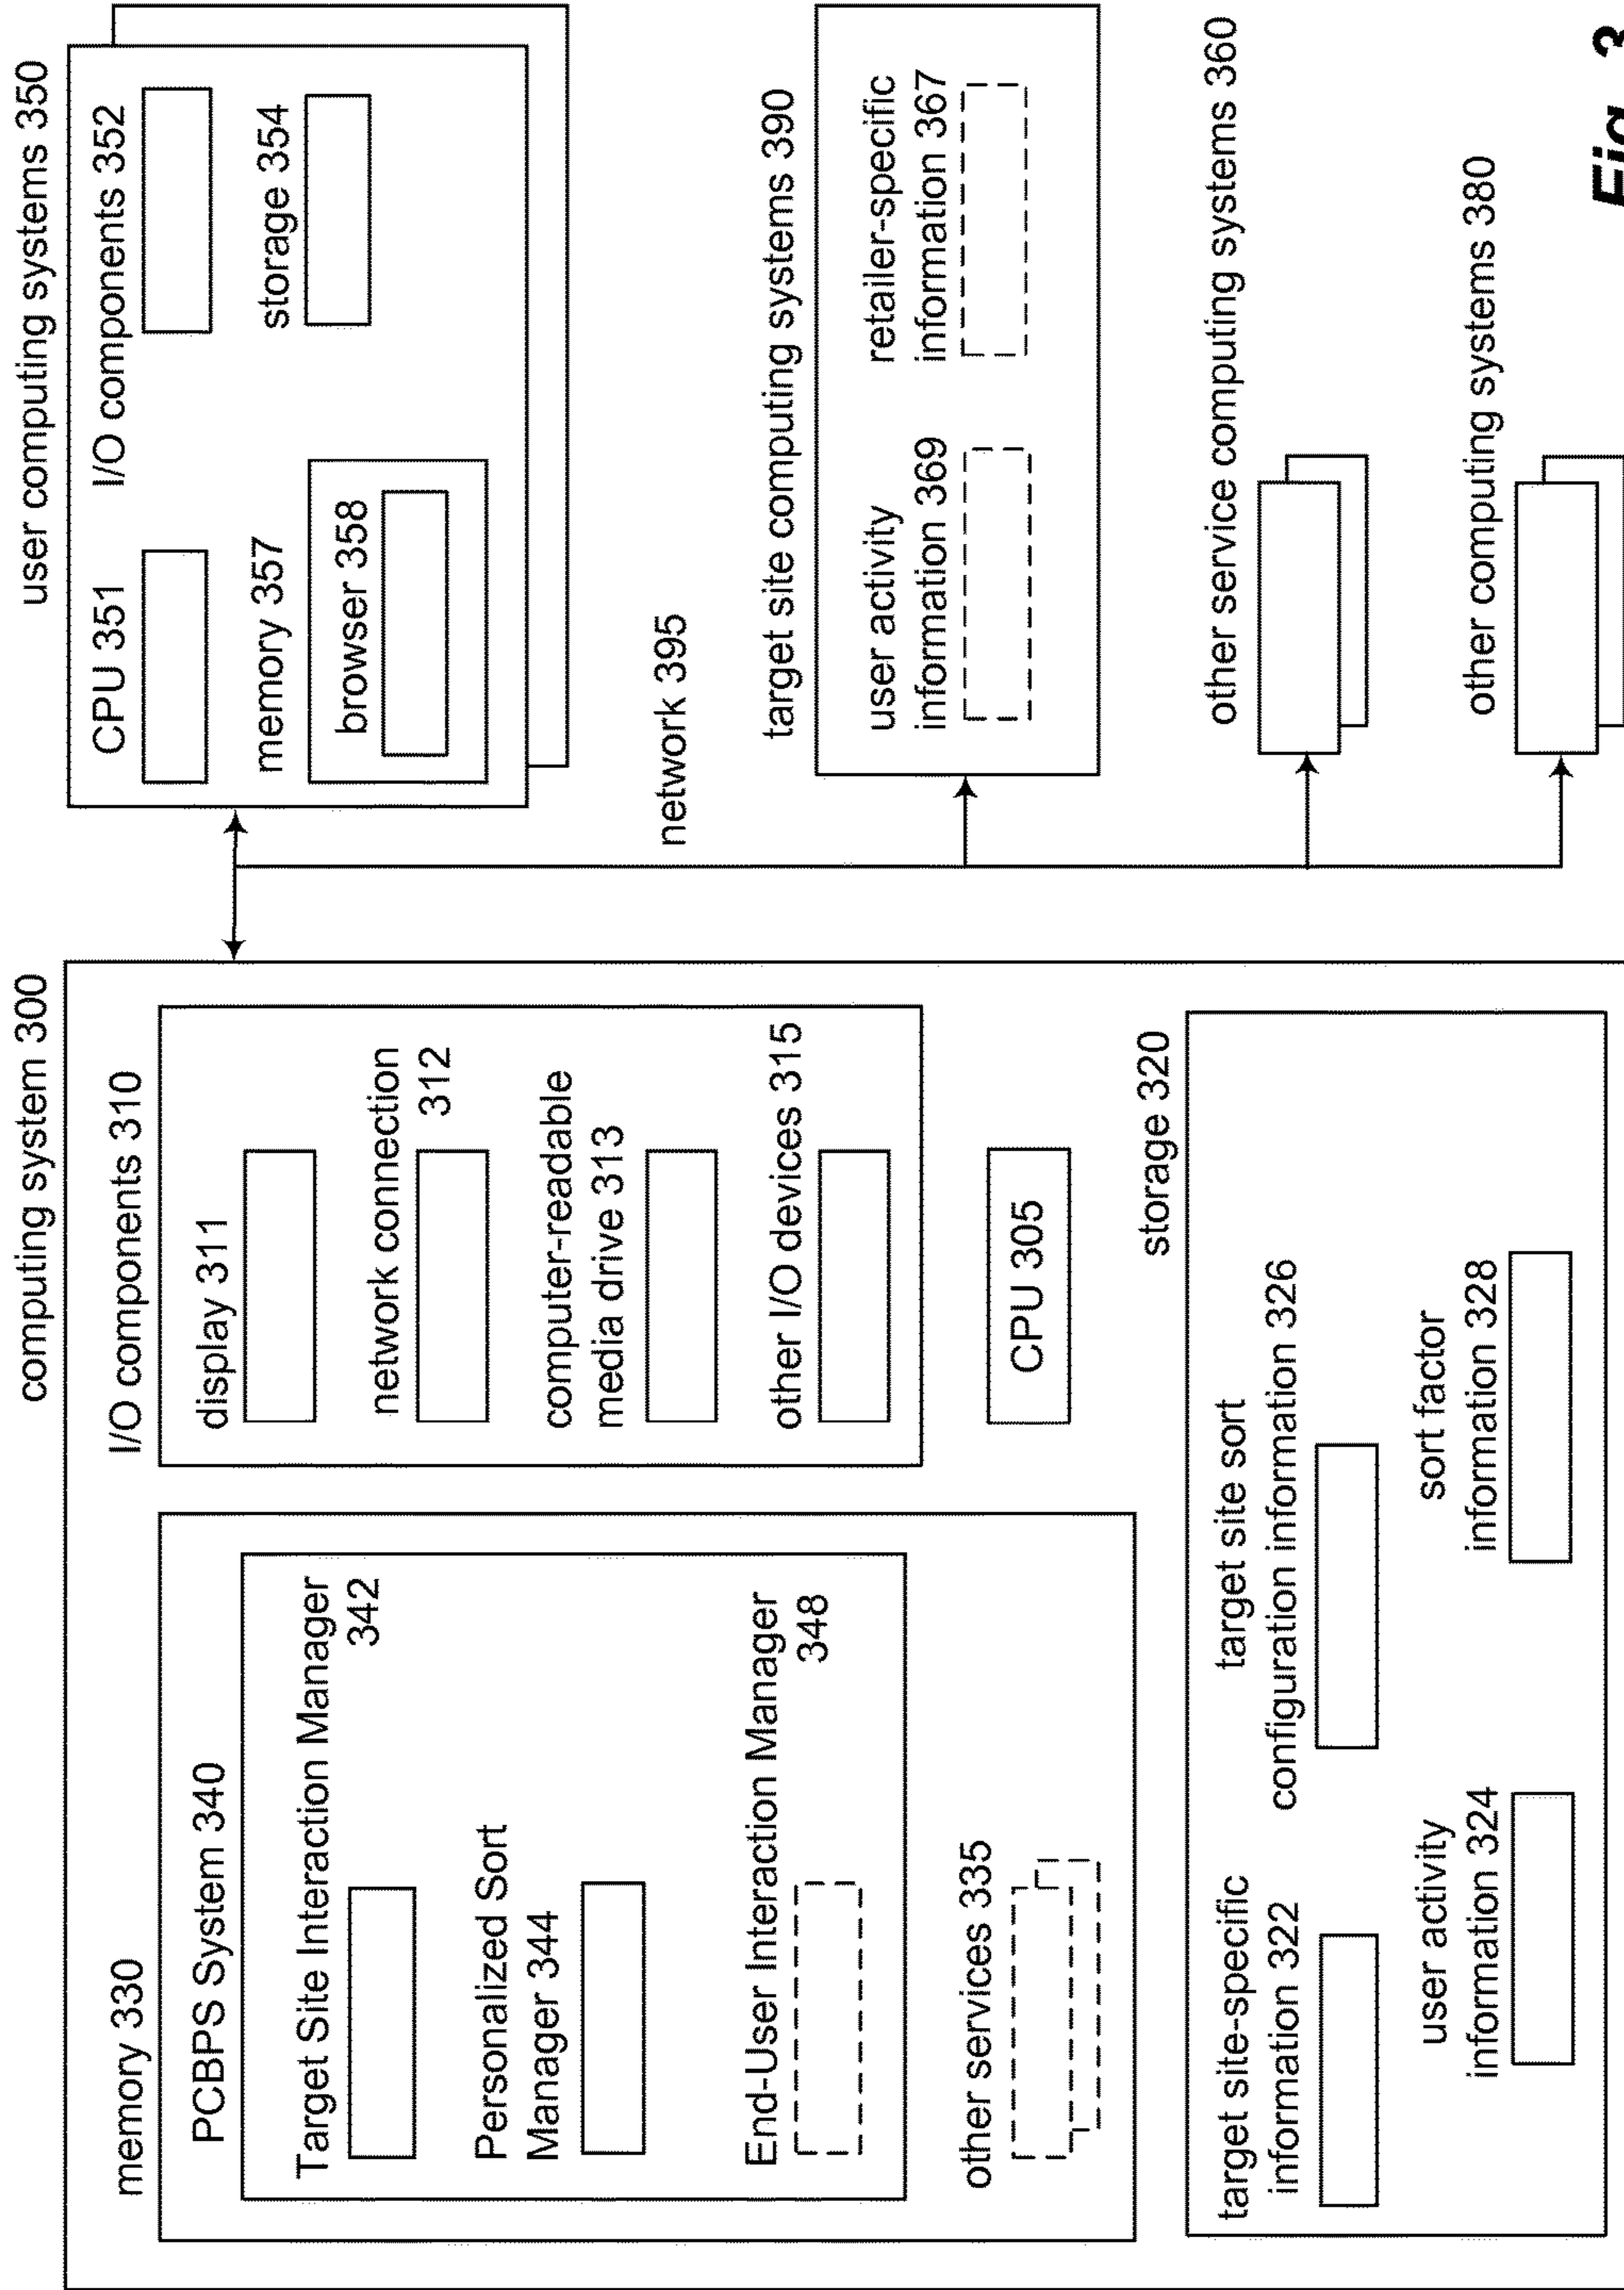 computing system 300
memory 330
PCBPS System 340
Target Site Interaction Manager
342
Personalized Sort
Manager 344
End-User Interaction Manager
348
other services 335
I/O components 310
display 311
network connection
312
computer-readable
media drive 313
other I/O devices 315
CPU 305
storage 320
target site-specific
information 322
target site sort
configuration information 326
user activity
information 324
sort factor
information 328
user computing systems 350
CPU 351
I/O components 352
memory 357
browser 358
storage 354
network 395
target site computing systems 390
user activity
information 369
retailer-specific
information 367
other service computing systems 360
other computing systems 380
Fig. 3